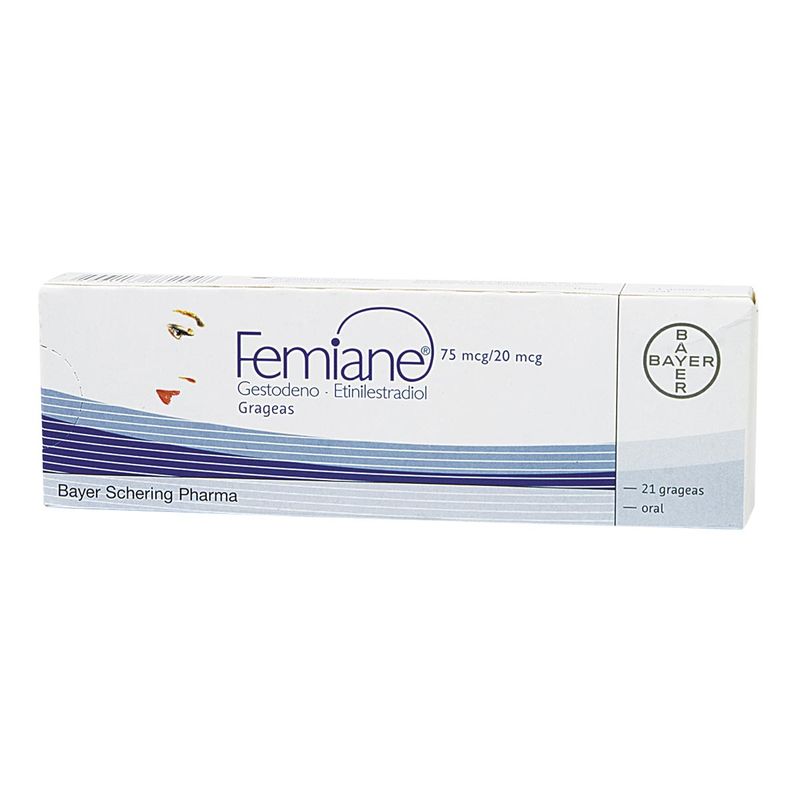 Femiane® 75 mcg/20 mcg
Gestodeno · Etinilestradiol
Grageas
Bayer Schering Pharma
BAYER
BAYER
21 grageas
oral